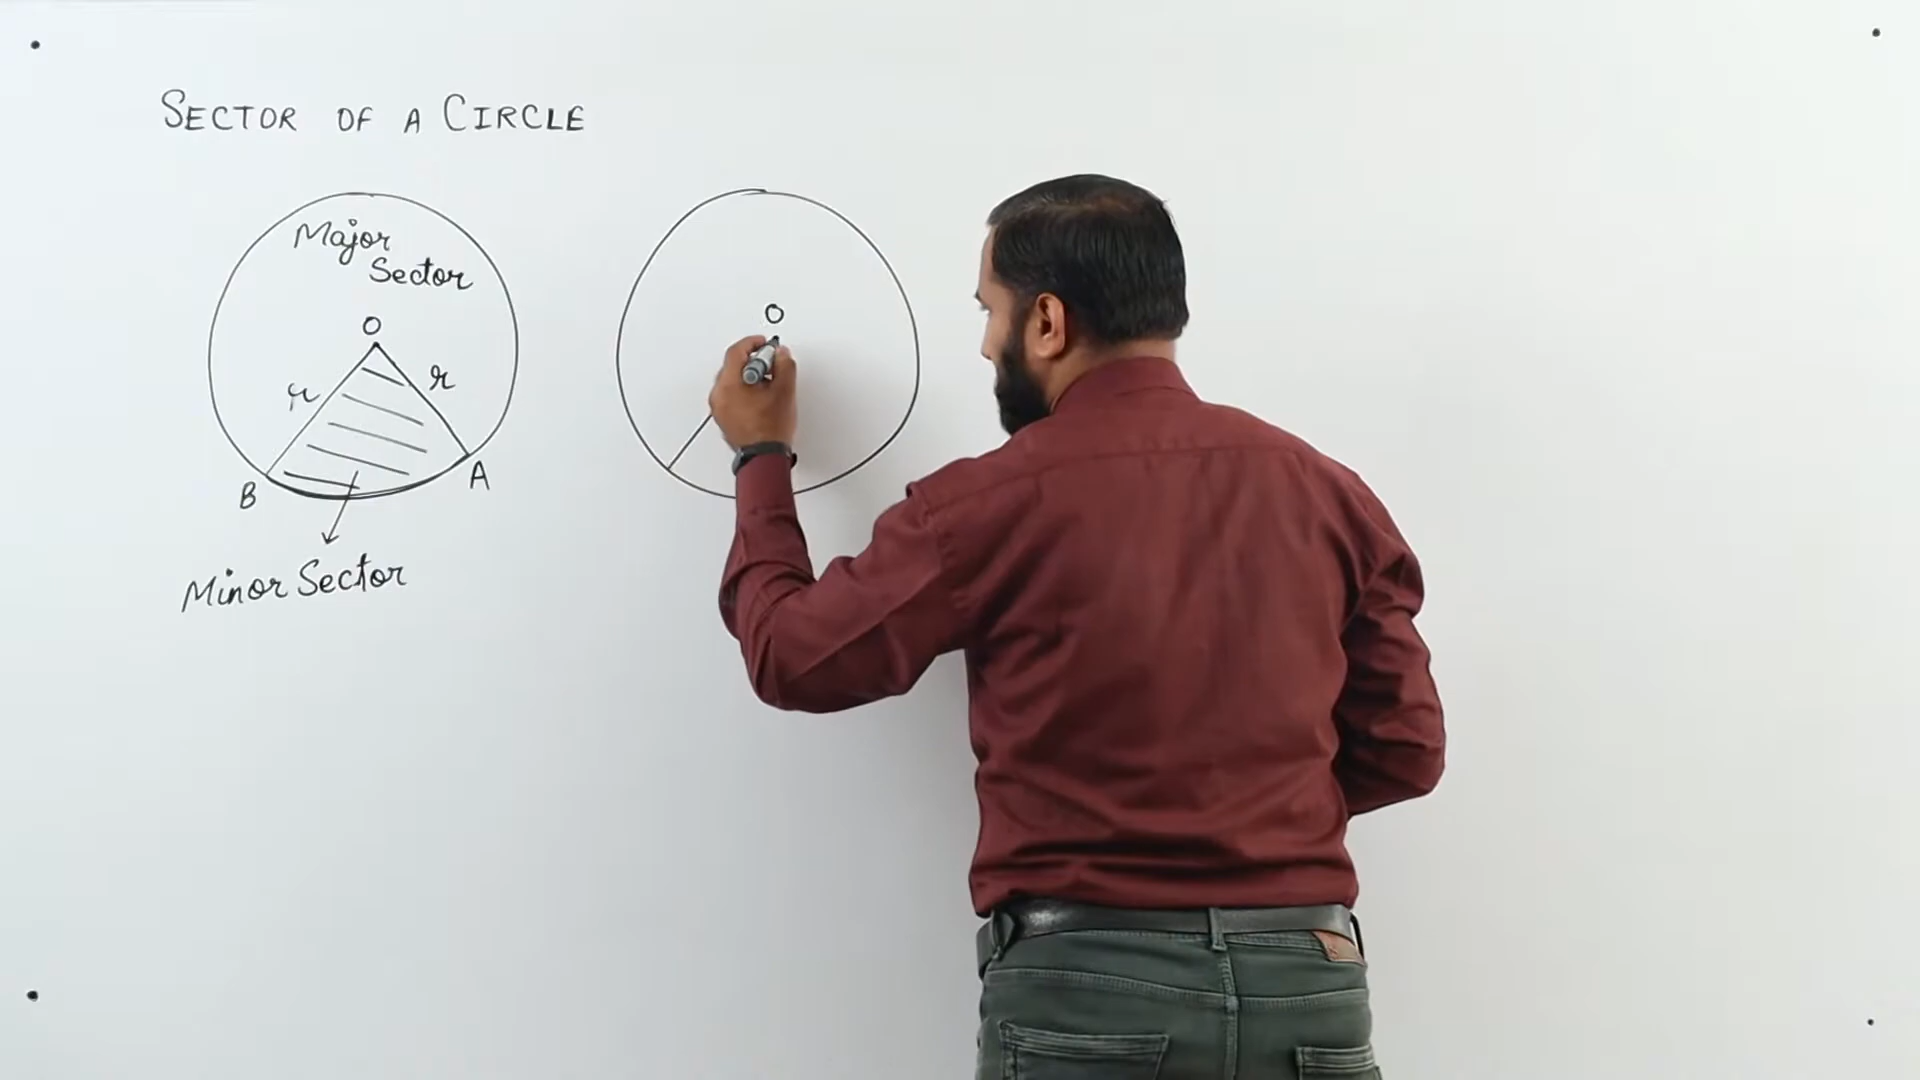 SECTOR OF A CIRCLE
Major
Sector
O
r
r
B
A
Minor Sector
O